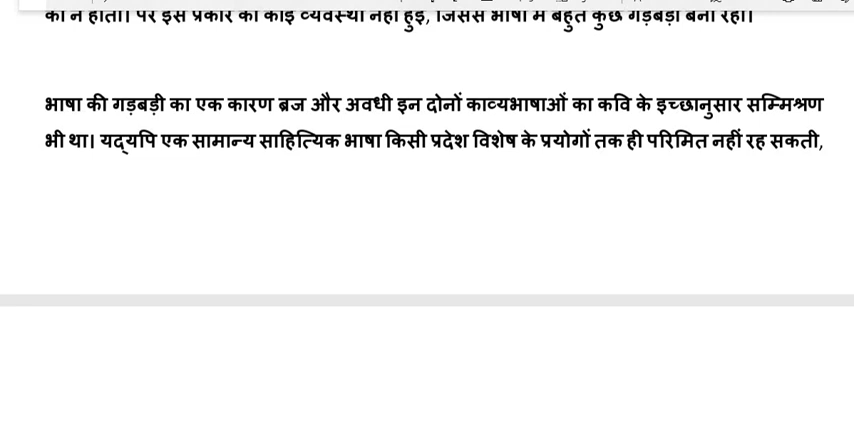 को न होता। पर इस प्रकार की कोई व्यवस्था नहीं हुई, जिससे भाषा में बहुत कुछ गड़बड़ी बनी रही।
भाषा की गड़बड़ी का एक कारण ब्रज और अवधी इन दोनों काव्यभाषाओं का कवि के इच्छानुसार सम्मिश्रण
भी था। यद्यपि एक सामान्य साहित्यिक भाषा किसी प्रदेश विशेष के प्रयोगों तक ही परिमित नहीं रह सकती,